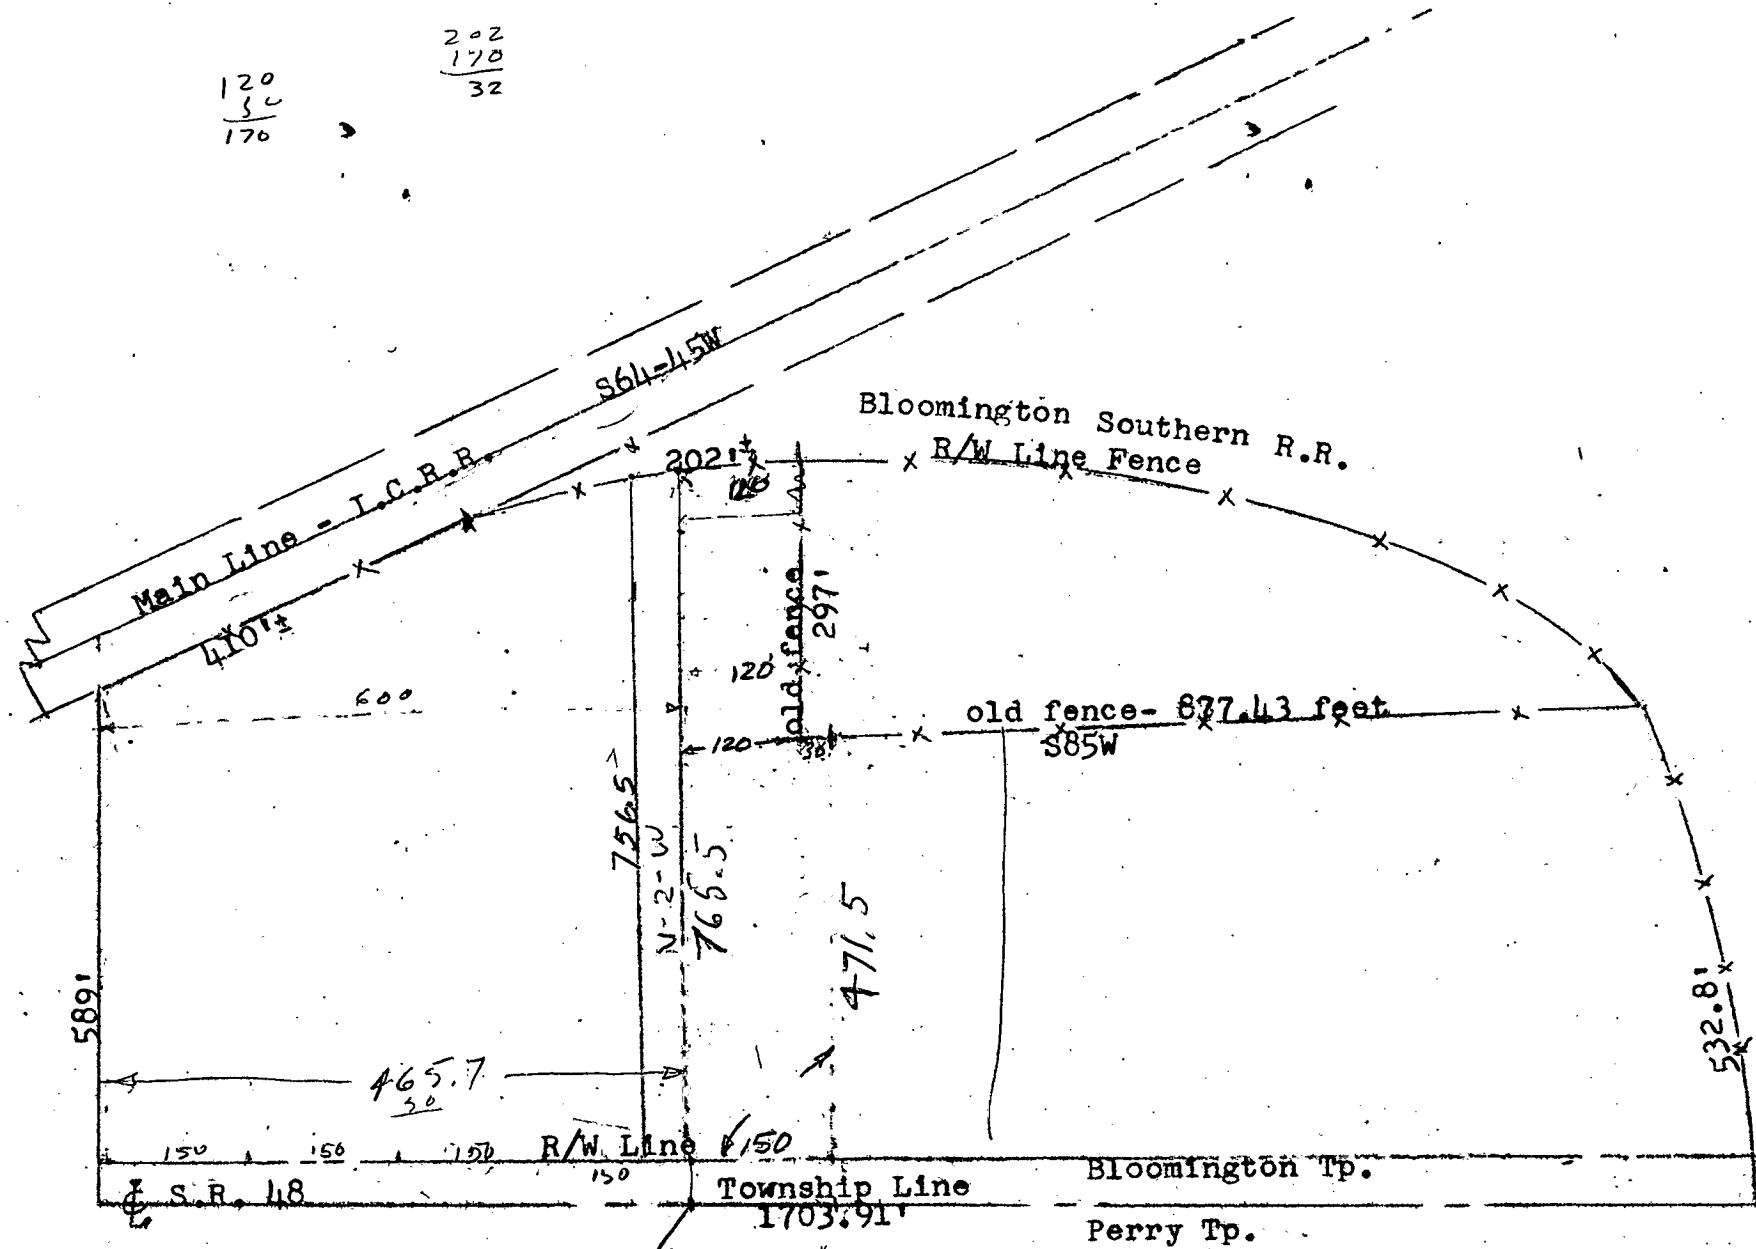 202
170
32
120
50
170
S64-45W
Main Line - I.C.R.R.
Bloomington Southern R.R.
R/W Line Fence
202'±
120
410'±
old fence
297'
120
600
old fence- 877.43 feet
S85W
120
30
756.5
N-2-W
765.5
471.5
589'
532.8'
465.7
30
R/W Line
150
150
150
150
150
Bloomington Tp.
℄ S.R. 48
Township Line
1703.91'
Perry Tp.